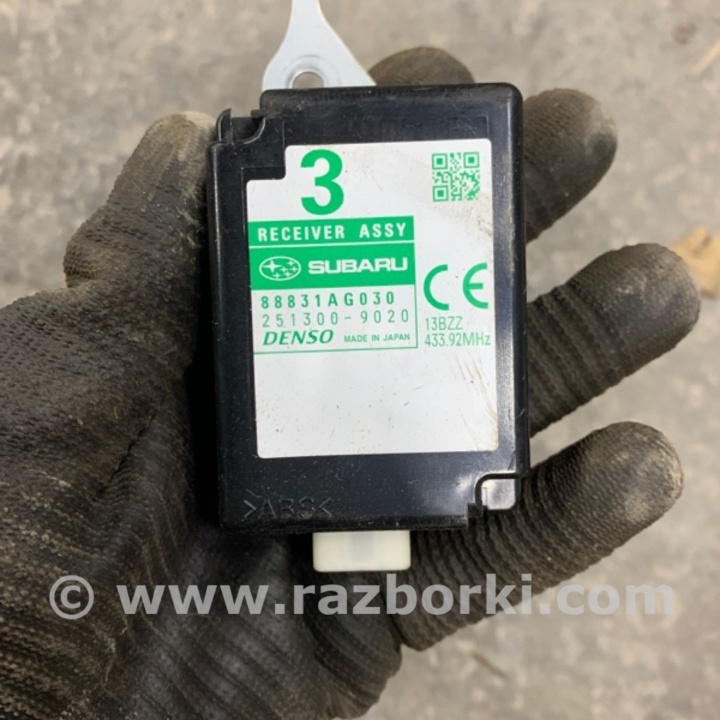 3
RECEIVER ASSY
SUBARU
88831AG030
251300-9020
DENSO MADE IN JAPAN
CE
13BZZ
433.92MHz
>ABS<
© www.razborki.com